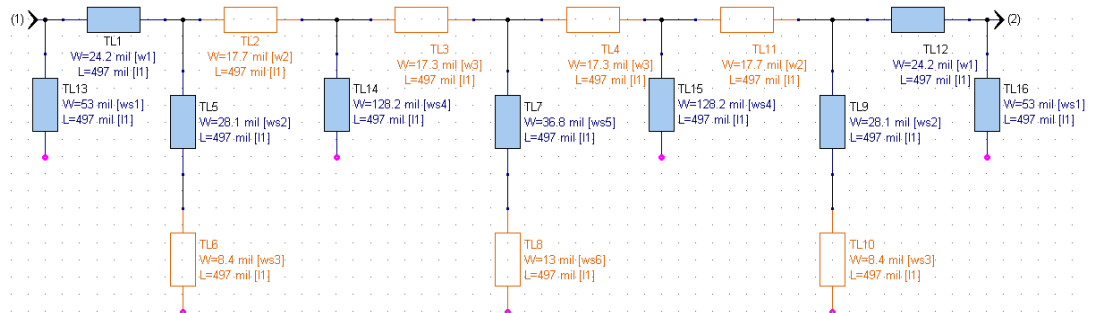 (1)
TL1
W=24.2 mil [w1]
L=497 mil [l1]
TL2
W=17.7 mil [w2]
L=497 mil [l1]
TL3
W=17.3 mil [w3]
L=497 mil [l1]
TL4
W=17.3 mil [w3]
L=497 mil [l1]
TL11
W=17.7 mil [w2]
L=497 mil [l1]
TL12
W=24.2 mil [w1]
L=497 mil [l1]
(2)
TL13
W=53 mil [ws1]
L=497 mil [l1]
TL5
W=28.1 mil [ws2]
L=497 mil [l1]
TL14
W=128.2 mil [ws4]
L=497 mil [l1]
TL7
W=36.8 mil [ws5]
L=497 mil [l1]
TL15
W=128.2 mil [ws4]
L=497 mil [l1]
TL9
W=28.1 mil [ws2]
L=497 mil [l1]
TL16
W=53 mil [ws1]
L=497 mil [l1]
TL6
W=8.4 mil [ws3]
L=497 mil [l1]
TL8
W=13 mil [ws6]
L=497 mil [l1]
TL10
W=8.4 mil [ws3]
L=497 mil [l1]